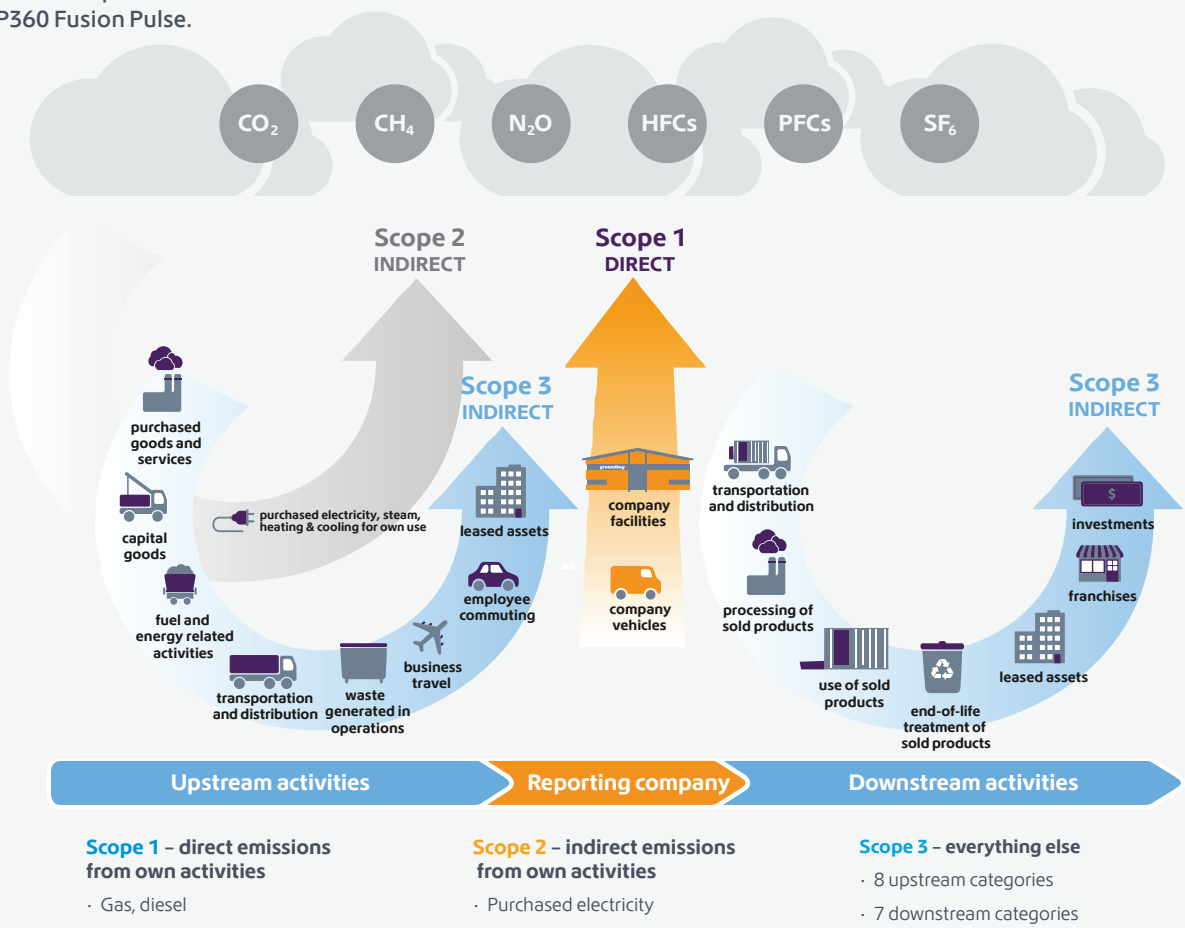 P360 Fusion Pulse.
CO₂
CH₄
N₂O
HFCs
PFCs
SF₆
Scope 2
INDIRECT
Scope 1
DIRECT
Scope 3
INDIRECT
Scope 3
INDIRECT
purchased
goods and
services
capital
goods
fuel and
energy related
activities
transportation
and distribution
waste
generated in
operations
business
travel
employee
commuting
leased assets
purchased electricity, steam,
heating & cooling for own use
company
facilities
company
vehicles
transportation
and distribution
processing of
sold products
use of sold
products
end-of-life
treatment of
sold products
leased assets
franchises
$
investments
Upstream activities
Reporting company
Downstream activities
Scope 1 – direct emissions
from own activities
· Gas, diesel
Scope 2 – indirect emissions
from own activities
· Purchased electricity
Scope 3 – everything else
· 8 upstream categories
· 7 downstream categories